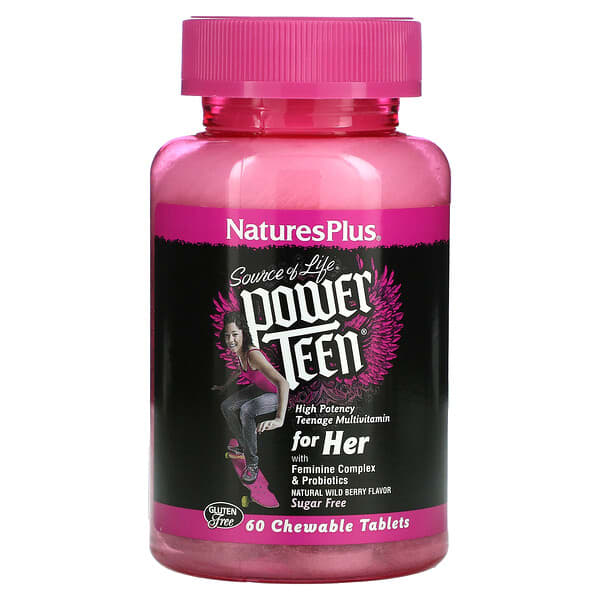 NaturesPlus®
Source of Life®
POWER
TEEN®
High Potency
Teenage Multivitamin
for Her
with
Feminine Complex
& Probiotics
NATURAL WILD BERRY FLAVOR
Sugar Free
GLUTEN
Free
60 Chewable Tablets